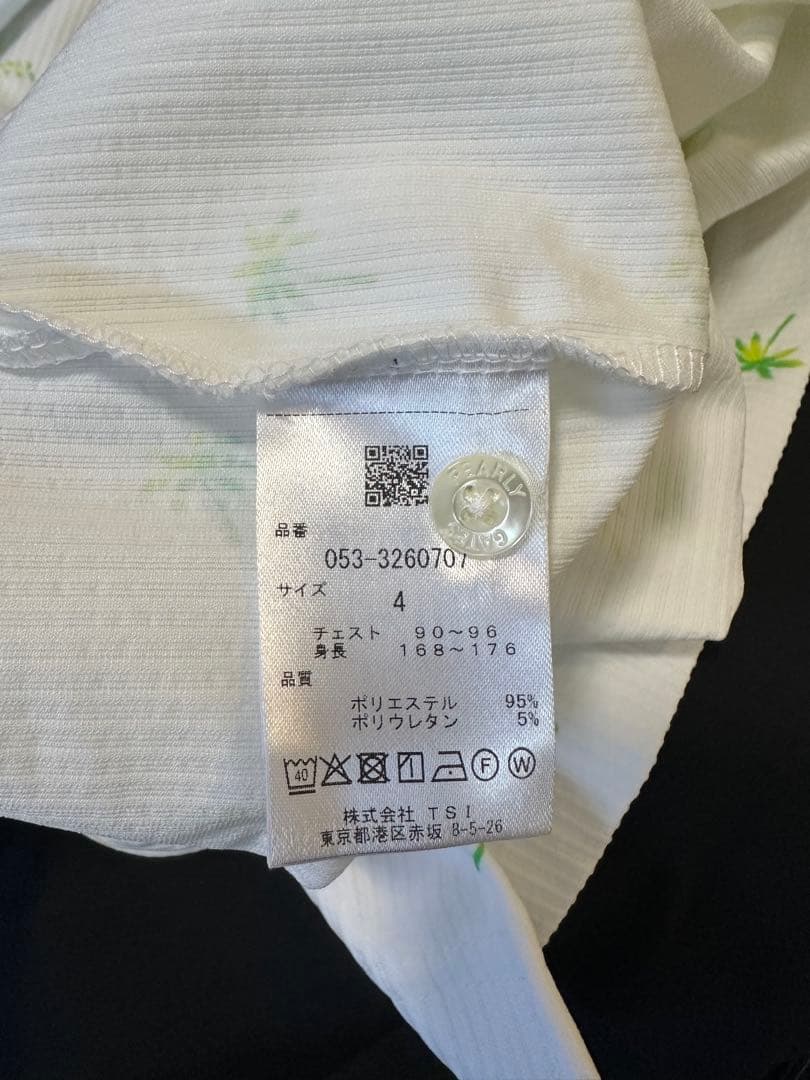 PEARLY
GATES
品番
053-3260707
サイズ
4
チェスト 90~96
身長 168~176
品質
ポリエステル 95%
ポリウレタン 5%
40
F W
株式会社 TSI
東京都港区赤坂 8-5-26